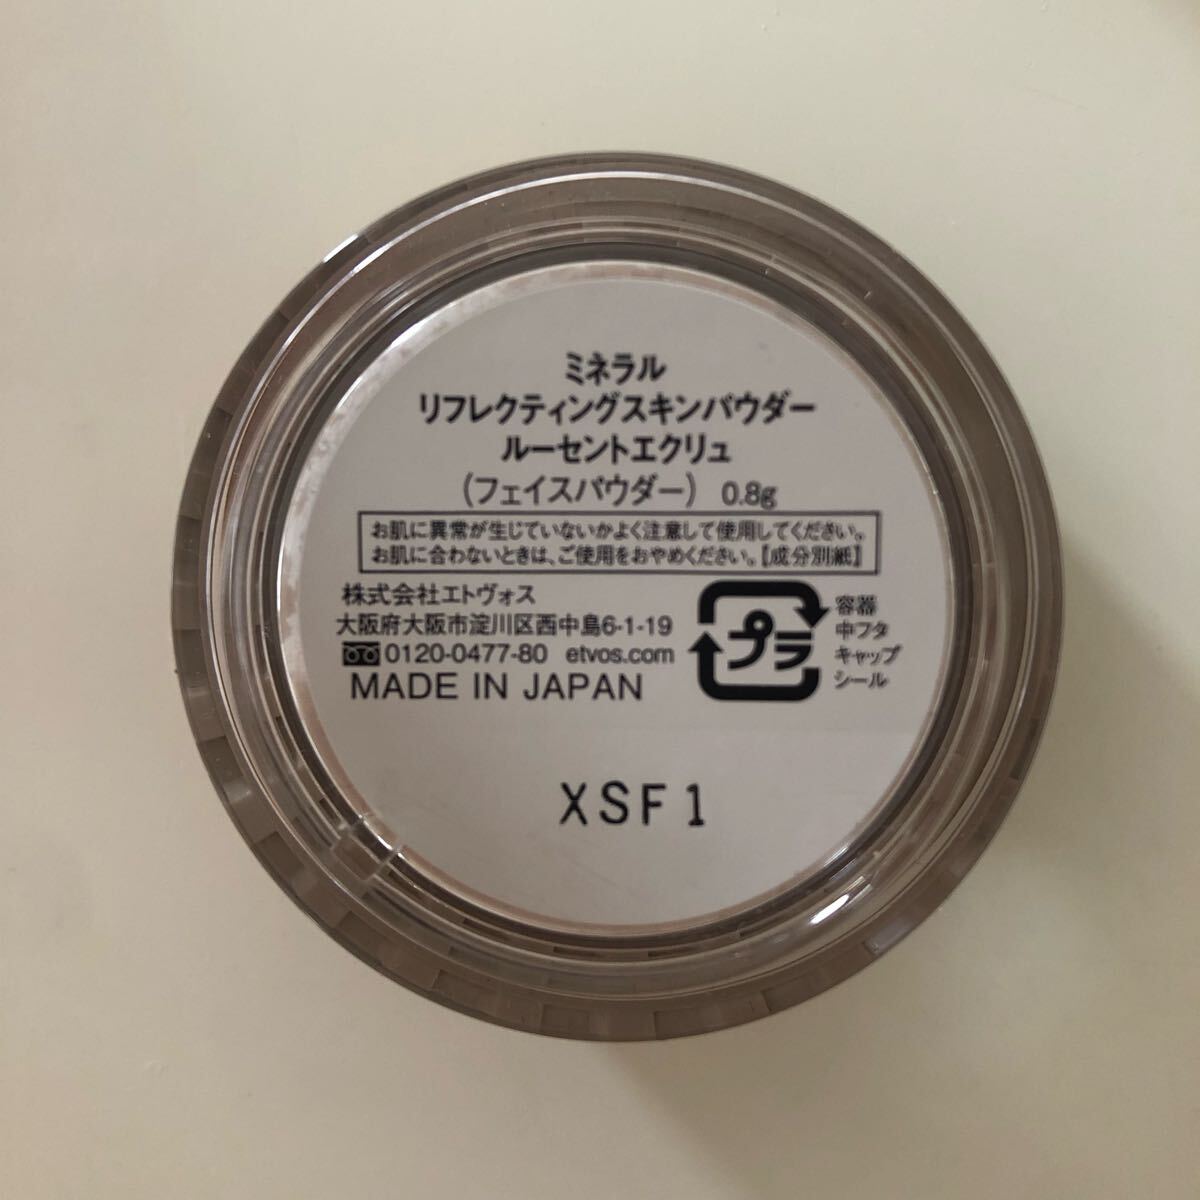 ミネラル
リフレクティングスキンパウダー
ルーセントエクリュ
(フェイスパウダー) 0.8g
お肌に異常が生じていないかよく注意して使用してください。
お肌に合わないときは、ご使用をおやめください。【成分別紙】
株式会社エトヴォス
大阪府大阪市淀川区西中島6-1-19
0120-0477-80 etvos.com
MADE IN JAPAN
プラ
容器
中フタ
キャップ
シール
XSF1